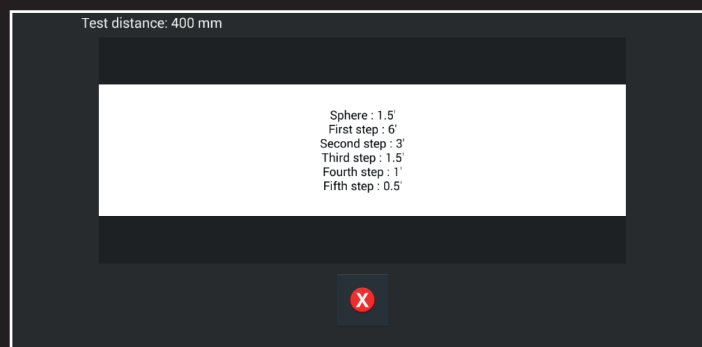 Test distance: 400 mm
Sphere : 1.5'
First step : 6'
Second step : 3'
Third step : 1.5'
Fourth step : 1'
Fifth step : 0.5'
X